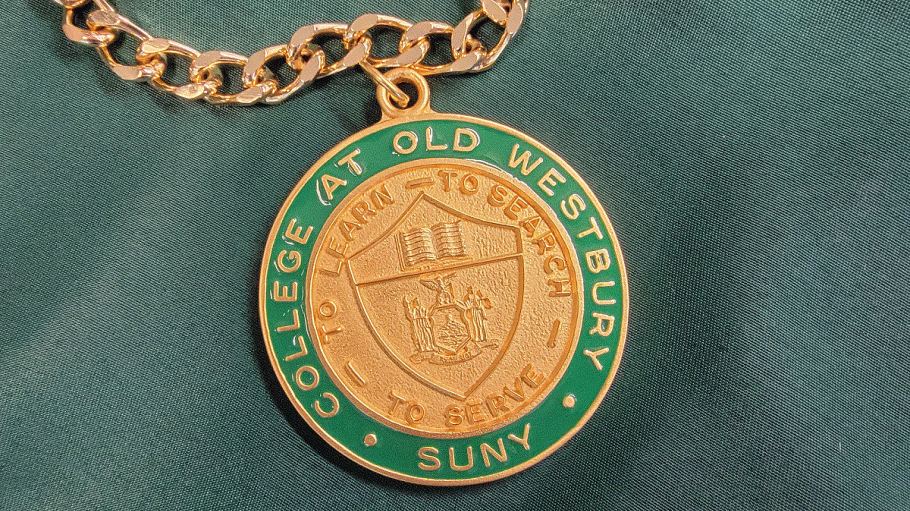 COLLEGE AT OLD WESTBURY
SUNY
TO LEARN — TO SEARCH —
TO SERVE —